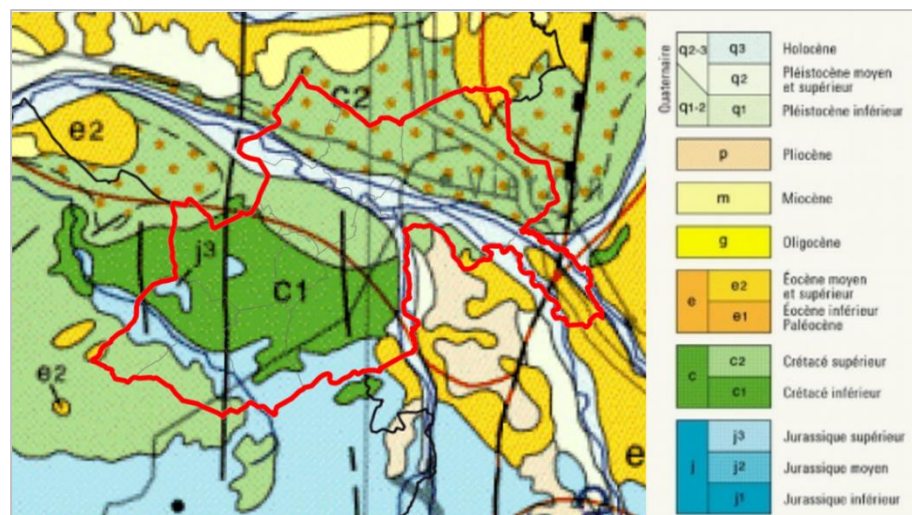 c2
e2
j3
c1
e2
e
Quaternaire
q2-3
q3
Holocène
q2
Pléistocène moyen
et supérieur
q1-2
q1
Pléistocène inférieur
p
Pliocène
m
Miocène
g
Oligocène
e
e2
Éocène moyen
et supérieur
e1
Éocène inférieur
Paléocène
c
c2
Crétacé supérieur
c1
Crétacé inférieur
j
j3
Jurassique supérieur
j2
Jurassique moyen
j1
Jurassique inférieur